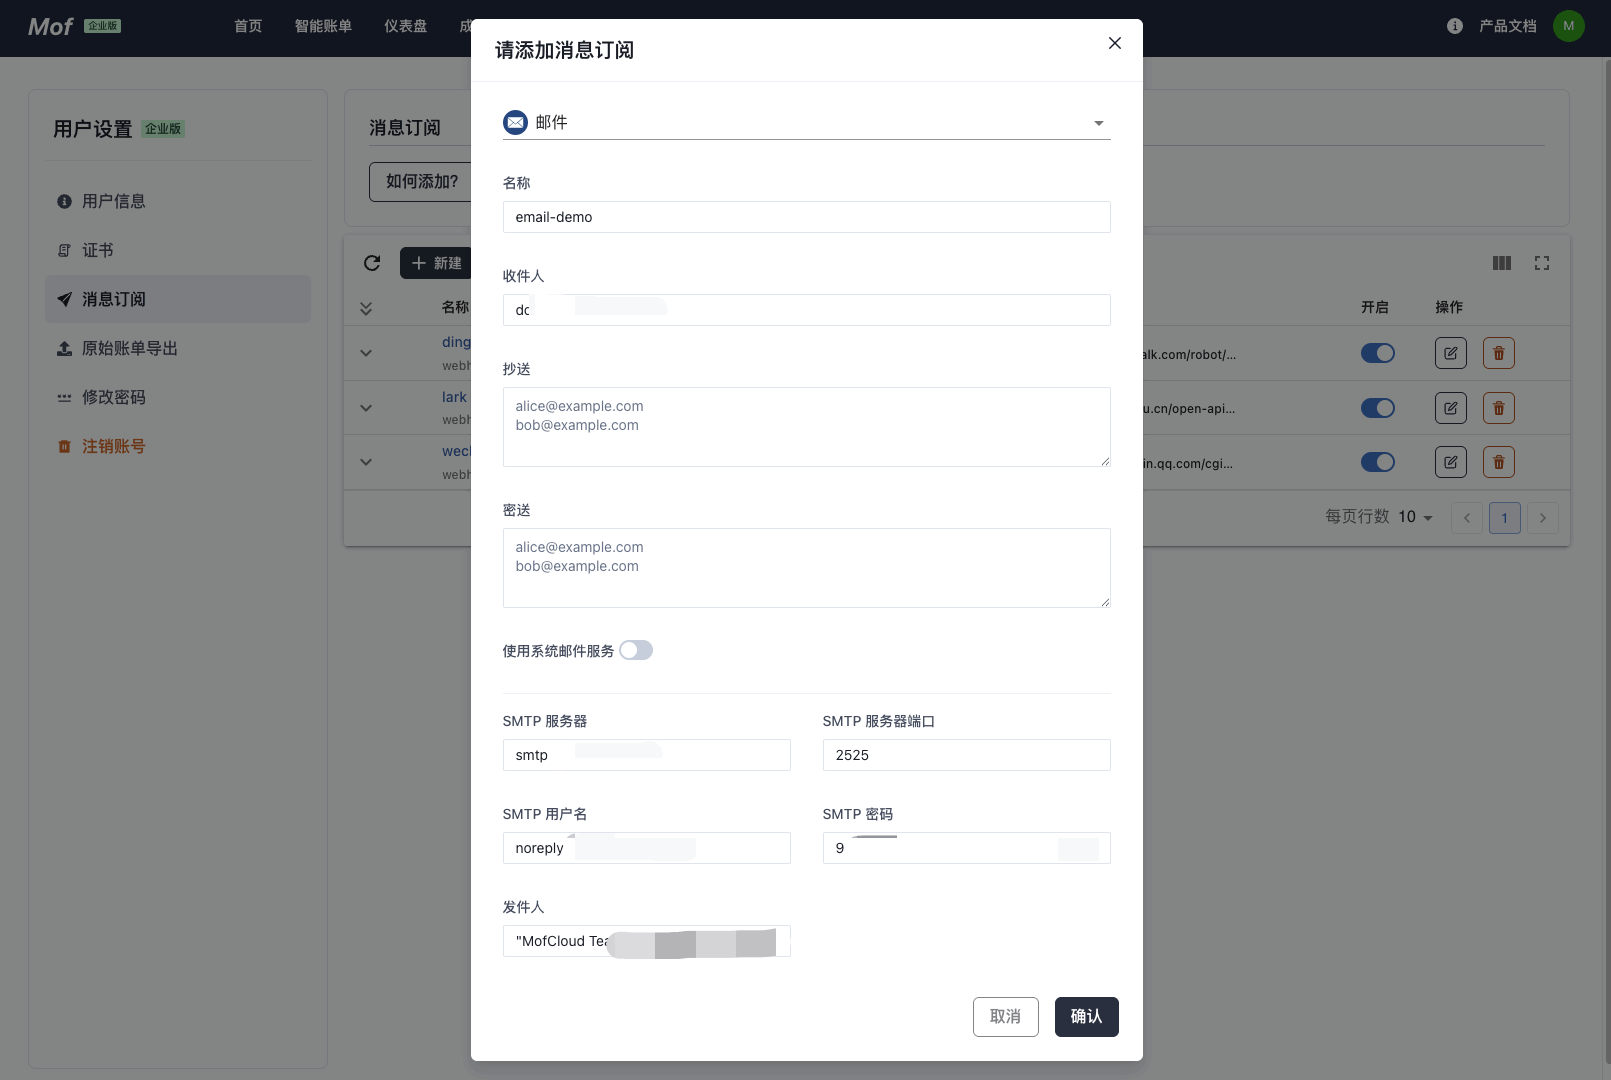 Mof 企业版
首页
智能账单
仪表盘
成
产品文档
M
用户设置 企业版
用户信息
证书
消息订阅
原始账单导出
修改密码
注销账号
消息订阅
如何添加?
新建
名称
开启
操作
ding
webh
alk.com/robot/...
lark
webh
u.cn/open-api...
wecl
webh
in.qq.com/cgi...
每页行数 10
1
请添加消息订阅
邮件
名称
email-demo
收件人
抄送
alice@example.com
bob@example.com
密送
alice@example.com
bob@example.com
使用系统邮件服务
SMTP 服务器
SMTP 服务器端口
smtp
2525
SMTP 用户名
SMTP 密码
noreply
9
发件人
"MofCloud Tea
取消
确认